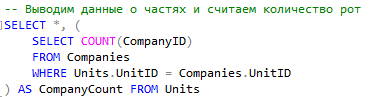 -- Выводим данные о частях и считаем количество рот
SELECT *, (
SELECT COUNT(CompanyID)
FROM Companies
WHERE Units.UnitID = Companies.UnitID
) AS CompanyCount FROM Units